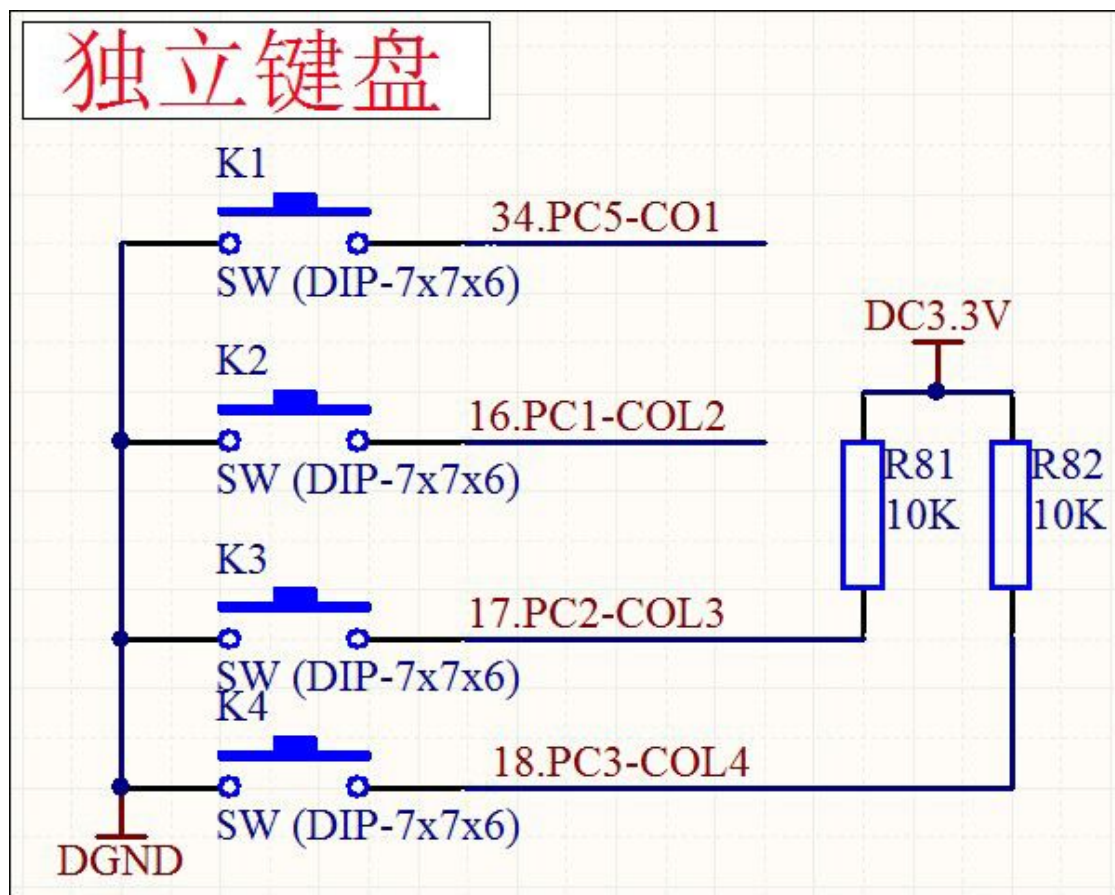 独立键盘
K1
34.PC5-CO1
SW (DIP-7x7x6)
DC3.3V
K2
16.PC1-COL2
SW (DIP-7x7x6)
R81
10K
R82
10K
K3
17.PC2-COL3
SW (DIP-7x7x6)
K4
18.PC3-COL4
SW (DIP-7x7x6)
DGND